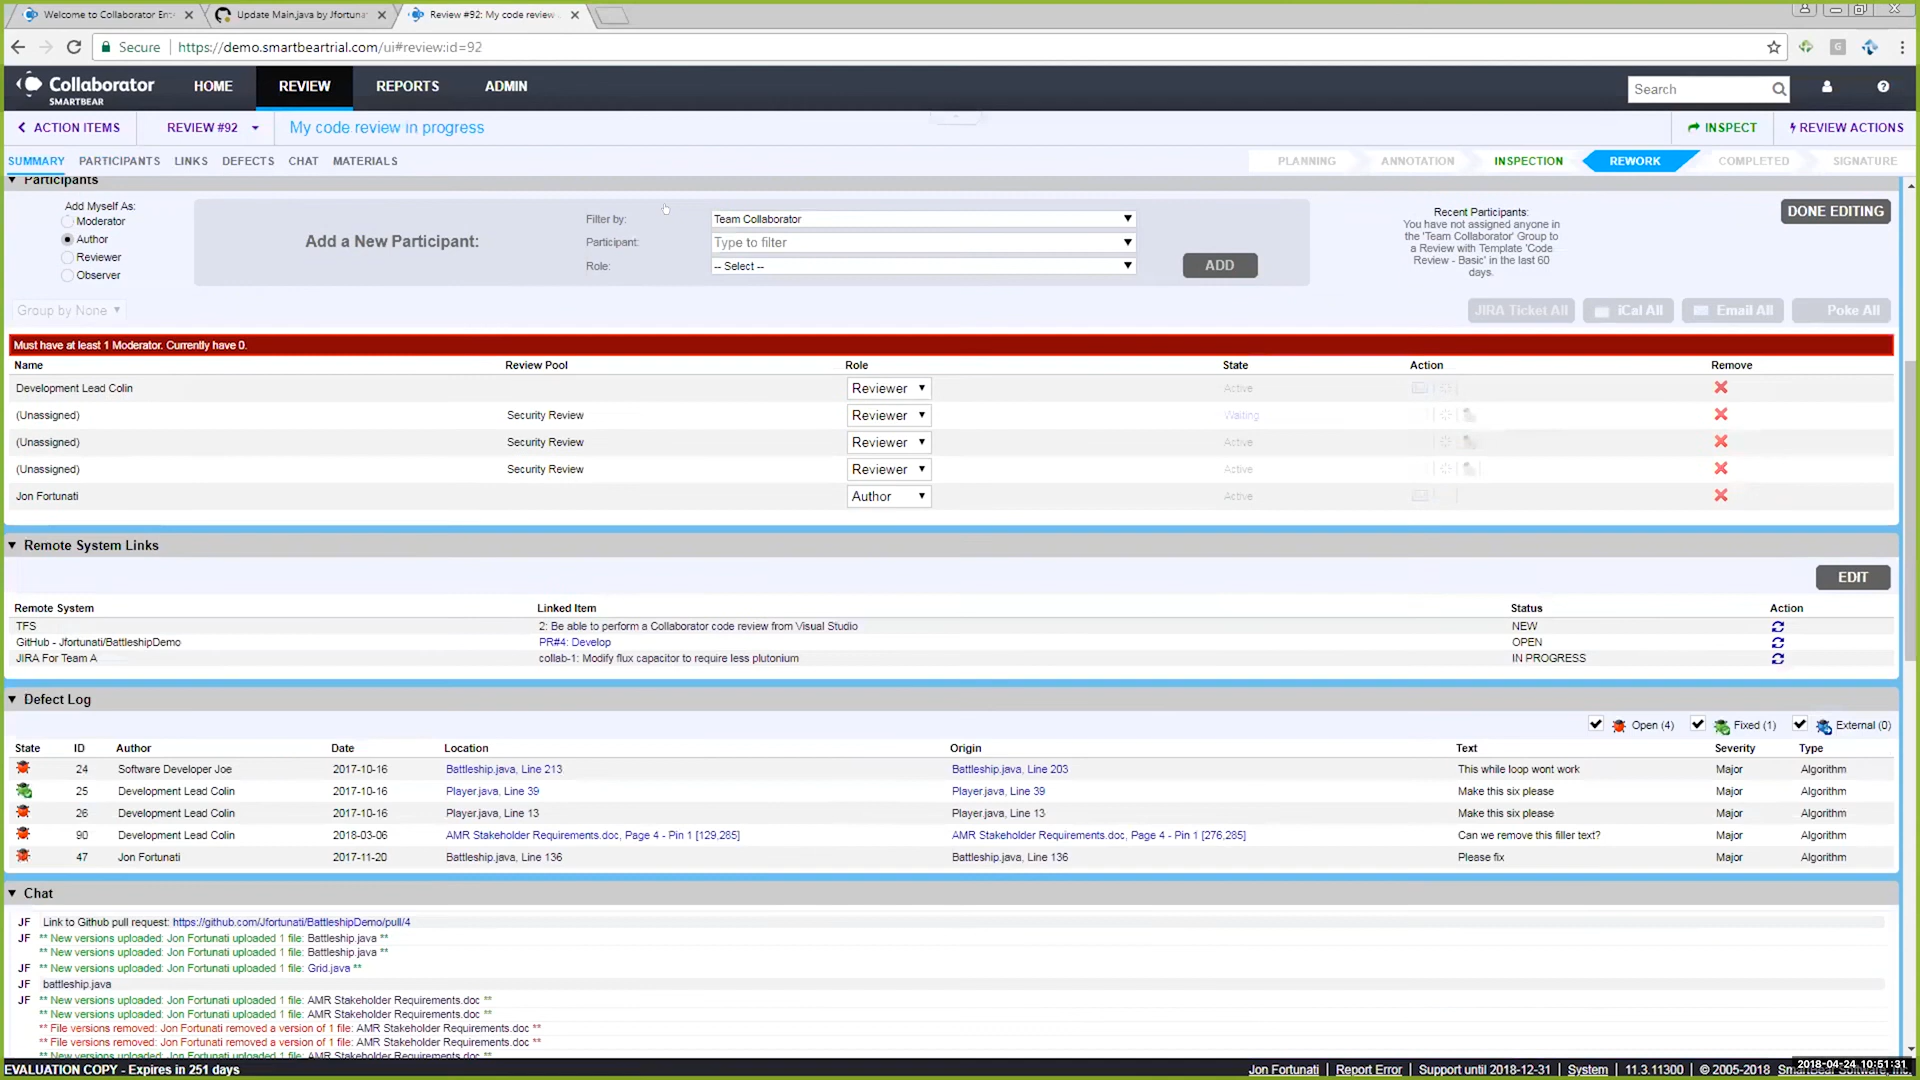 Welcome to Collaborator Ent
Update Main.java by Jfortuna
Review #92: My code review
Secure
https://demo.smartbeartrial.com/ui#review:id=92
Collaborator
SMARTBEAR
HOME
REVIEW
REPORTS
ADMIN
Search
ACTION ITEMS
REVIEW #92
My code review in progress
INSPECT
REVIEW ACTIONS
SUMMARY
PARTICIPANTS
LINKS
DEFECTS
CHAT
MATERIALS
PLANNING
ANNOTATION
INSPECTION
REWORK
COMPLETED
SIGNATURE
Participants
Add Myself As:
Moderator
Author
Reviewer
Observer
Add a New Participant:
Filter by:
Team Collaborator
Participant:
Type to filter
Role:
-- Select --
ADD
Recent Participants:
You have not assigned anyone in
the 'Team Collaborator' Group to
a Review with Template 'Code
Review - Basic' in the last 60
days.
DONE EDITING
Group by None
JIRA Ticket All
iCal All
Email All
Poke All
Must have at least 1 Moderator. Currently have 0.
Name Review Pool Role State Action Remove
Development Lead Colin Reviewer Active
(Unassigned) Security Review Reviewer Waiting
(Unassigned) Security Review Reviewer Active
(Unassigned) Security Review Reviewer Active
Jon Fortunati Author Active
Remote System Links
EDIT
Remote System Linked Item Status Action
TFS 2: Be able to perform a Collaborator code review from Visual Studio NEW
GitHub - Jfortunati/BattleshipDemo PR#4: Develop OPEN
JIRA For Team A collab-1: Modify flux capacitor to require less plutonium IN PROGRESS
Defect Log
Open (4) Fixed (1) External (0)
State ID Author Date Location Origin Text Severity Type
24 Software Developer Joe 2017-10-16 Battleship.java, Line 213 Battleship.java, Line 203 This while loop wont work Major Algorithm
25 Development Lead Colin 2017-10-16 Player.java, Line 39 Player.java, Line 39 Make this six please Major Algorithm
26 Development Lead Colin 2017-10-16 Player.java, Line 13 Player.java, Line 13 Make this six please Major Algorithm
90 Development Lead Colin 2018-03-06 AMR Stakeholder Requirements.doc, Page 4 - Pin 1 [129,285] AMR Stakeholder Requirements.doc, Page 4 - Pin 1 [276,285] Can we remove this filler text? Major Algorithm
47 Jon Fortunati 2017-11-20 Battleship.java, Line 136 Battleship.java, Line 136 Please fix Major Algorithm
Chat
JF Link to Github pull request: https://github.com/Jfortunati/BattleshipDemo/pull/4
JF ** New versions uploaded: Jon Fortunati uploaded 1 file: Battleship.java **
** New versions uploaded: Jon Fortunati uploaded 1 file: Battleship.java **
JF ** New versions uploaded: Jon Fortunati uploaded 1 file: Grid.java **
JF battleship.java
JF ** New versions uploaded: Jon Fortunati uploaded 1 file: AMR Stakeholder Requirements.doc **
** New versions uploaded: Jon Fortunati uploaded 1 file: AMR Stakeholder Requirements.doc **
** File versions removed: Jon Fortunati removed a version of 1 file: AMR Stakeholder Requirements.doc **
** File versions removed: Jon Fortunati removed a version of 1 file: AMR Stakeholder Requirements.doc **
** New versions uploaded: Jon Fortunati uploaded 1 file: AMR Stakeholder Requirements.doc **
EVALUATION COPY - Expires in 251 days
Jon Fortunati | Report Error | Support until 2018-12-31 | System | 11.3.11300 | © 2005-2018
2018-04-24 10:51:31